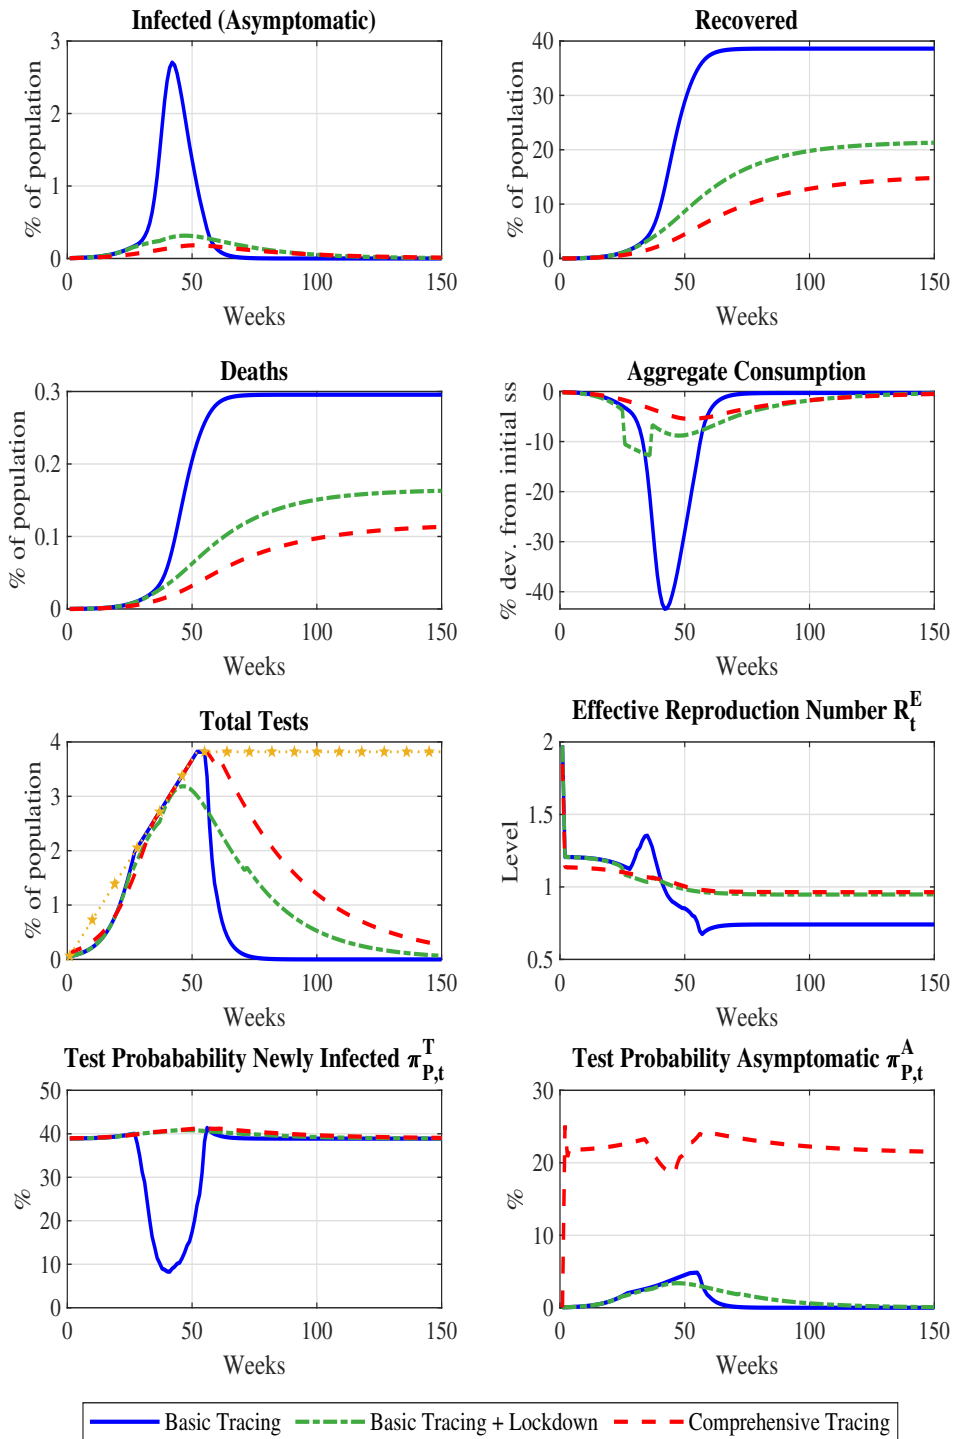 Infected (Asymptomatic)
3
2
1
0
% of population
0 50 100 150
Weeks
Recovered
40
30
20
10
0
% of population
0 50 100 150
Weeks
Deaths
0.3
0.2
0.1
0
% of population
0 50 100 150
Weeks
Aggregate Consumption
0
-10
-20
-30
-40
% dev. from initial ss
0 50 100 150
Weeks
Total Tests
4
3
2
1
0
% of population
0 50 100 150
Weeks
Effective Reproduction Number R_t^E
2
1.5
1
0.5
Level
0 50 100 150
Weeks
Test Probabability Newly Infected π_{P,t}^T
50
40
30
20
10
0
%
0 50 100 150
Weeks
Test Probability Asymptomatic π_{P,t}^A
30
20
10
0
%
0 50 100 150
Weeks
Basic Tracing Basic Tracing + Lockdown Comprehensive Tracing